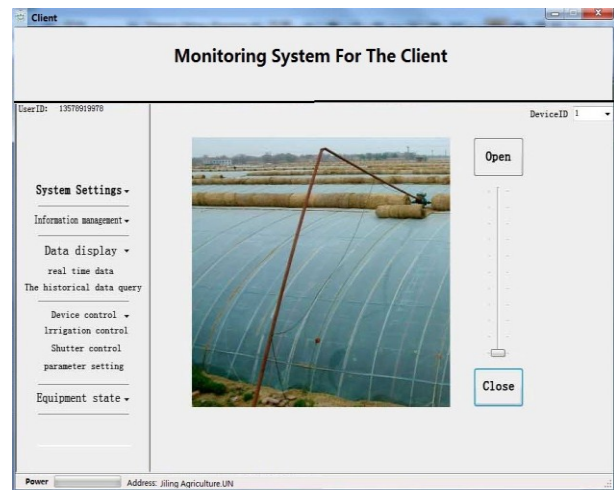 Client
Monitoring System For The Client
UserID: 13578919978
DeviceID 1
Open
System Settings
Information management
Data display
real time data
The historical data query
Device control
lrrigation control
Shutter control
parameter setting
Equipment state
Close
Power
Address: Jiling Agriculture.UN